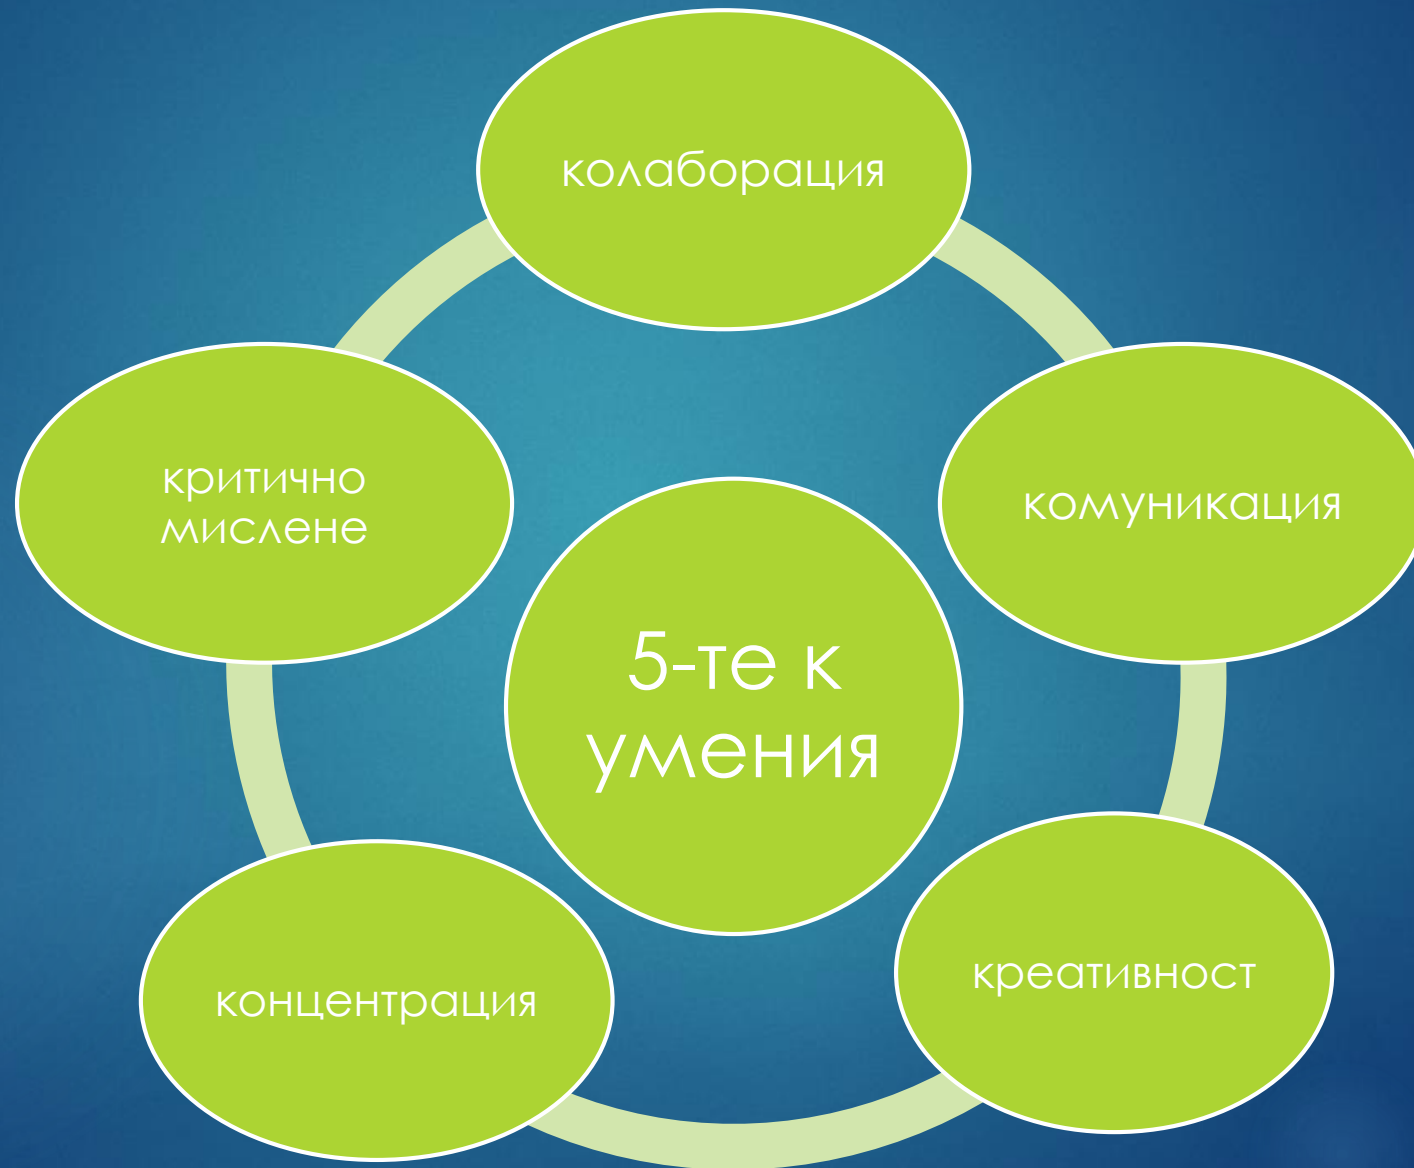 колаборация
комуникация
креативност
концентрация
критично
мислене
5-те к
умения